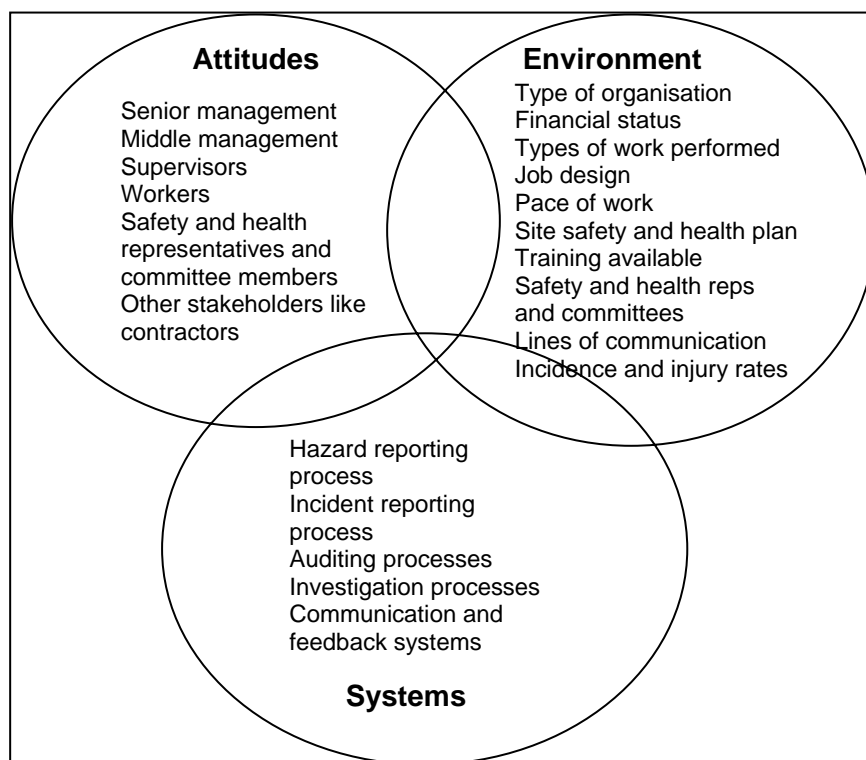 Attitudes
Senior management
Middle management
Supervisors
Workers
Safety and health
representatives and
committee members
Other stakeholders like
contractors
Environment
Type of organisation
Financial status
Types of work performed
Job design
Pace of work
Site safety and health plan
Training available
Safety and health reps
and committees
Lines of communication
Incidence and injury rates
Hazard reporting
process
Incident reporting
process
Auditing processes
Investigation processes
Communication and
feedback systems
Systems